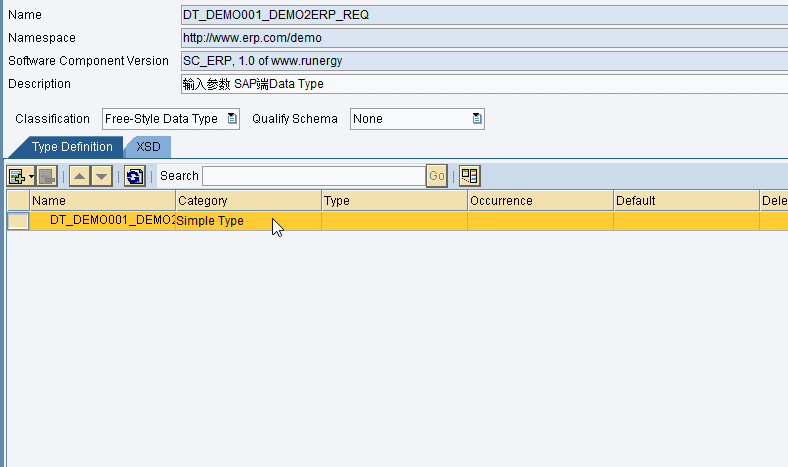 Name DT_DEMO001_DEMO2ERP_REQ
Namespace http://www.erp.com/demo
Software Component Version SC_ERP, 1.0 of www.runergy
Description 输入参数 SAP端Data Type
Classification Free-Style Data Type Qualify Schema None
Type Definition XSD
Search Go
Name Category Type Occurrence Default Dele
DT_DEMO001_DEMO2 Simple Type